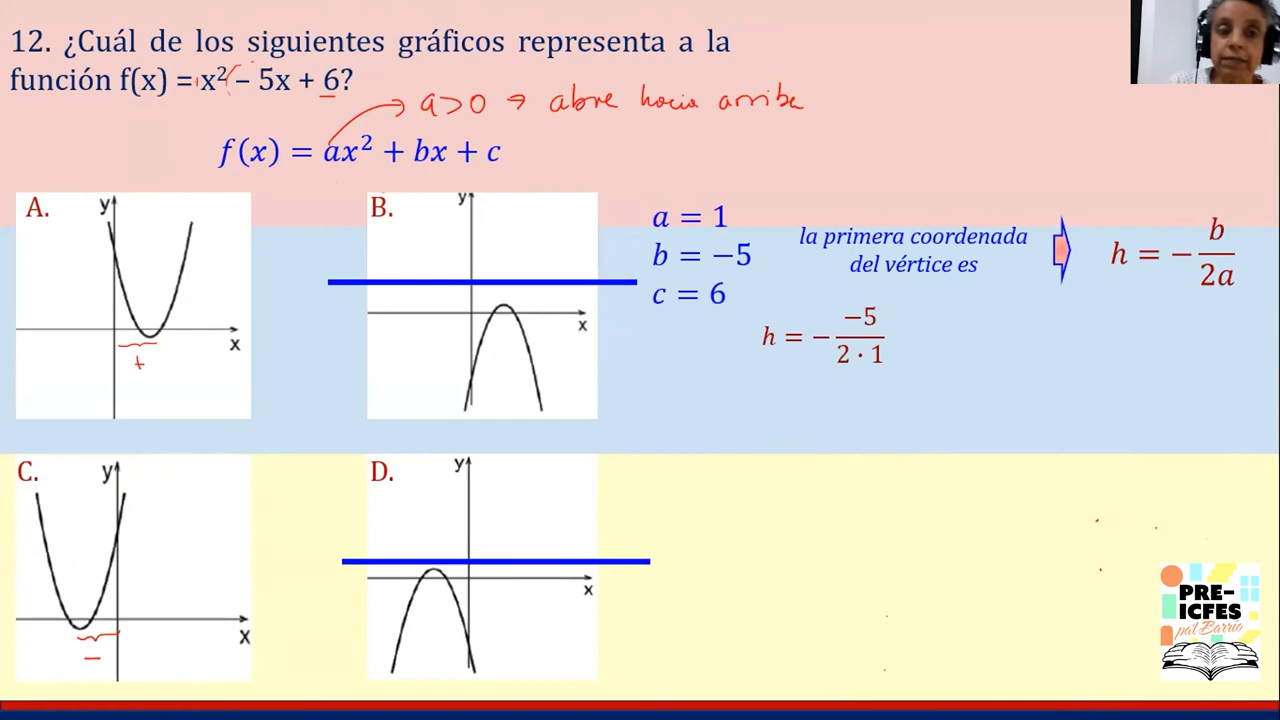 12. ¿Cuál de los siguientes gráficos representa a la
función f(x) = x² – 5x + 6?
a>0 → abre hacia arriba
f(x) = ax² + bx + c
A.
y
x
B.
y
x
a = 1
b = −5
c = 6
la primera coordenada
del vértice es
h = − b/2a
h = − −5/2 · 1
+
C.
y
x
−
D.
y
x
PRE-
ICFES
pa'l Barrio